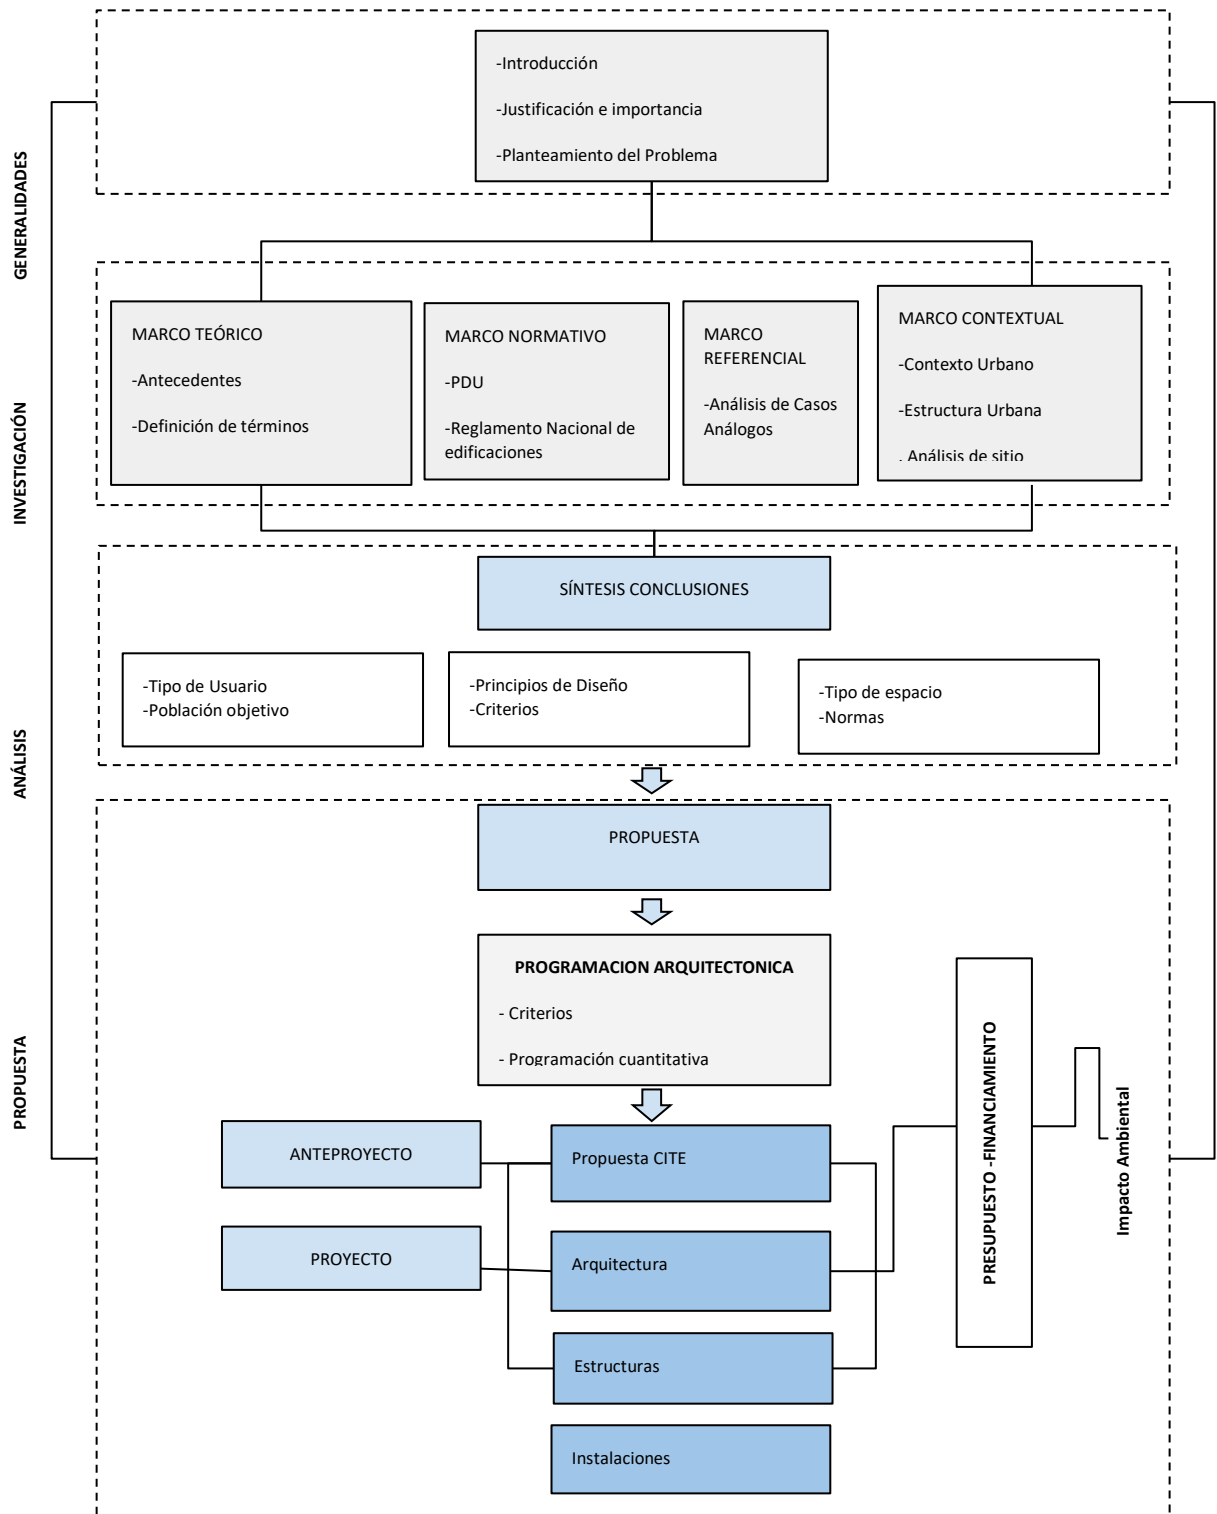 GENERALIDADES
-Introducción
-Justificación e importancia
-Planteamiento del Problema
INVESTIGACIÓN
MARCO TEÓRICO
-Antecedentes
-Definición de términos
MARCO NORMATIVO
-PDU
-Reglamento Nacional de
edificaciones
MARCO
REFERENCIAL
-Análisis de Casos
Análogos
MARCO CONTEXTUAL
-Contexto Urbano
-Estructura Urbana
. Análisis de sitio
ANÁLISIS
SÍNTESIS CONCLUSIONES
-Tipo de Usuario
-Población objetivo
-Principios de Diseño
-Criterios
-Tipo de espacio
-Normas
PROPUESTA
PROPUESTA
PROGRAMACION ARQUITECTONICA
- Criterios
- Programación cuantitativa
ANTEPROYECTO
PROYECTO
Propuesta CITE
Arquitectura
Estructuras
Instalaciones
PRESUPUESTO -FINANCIAMIENTO
Impacto Ambiental